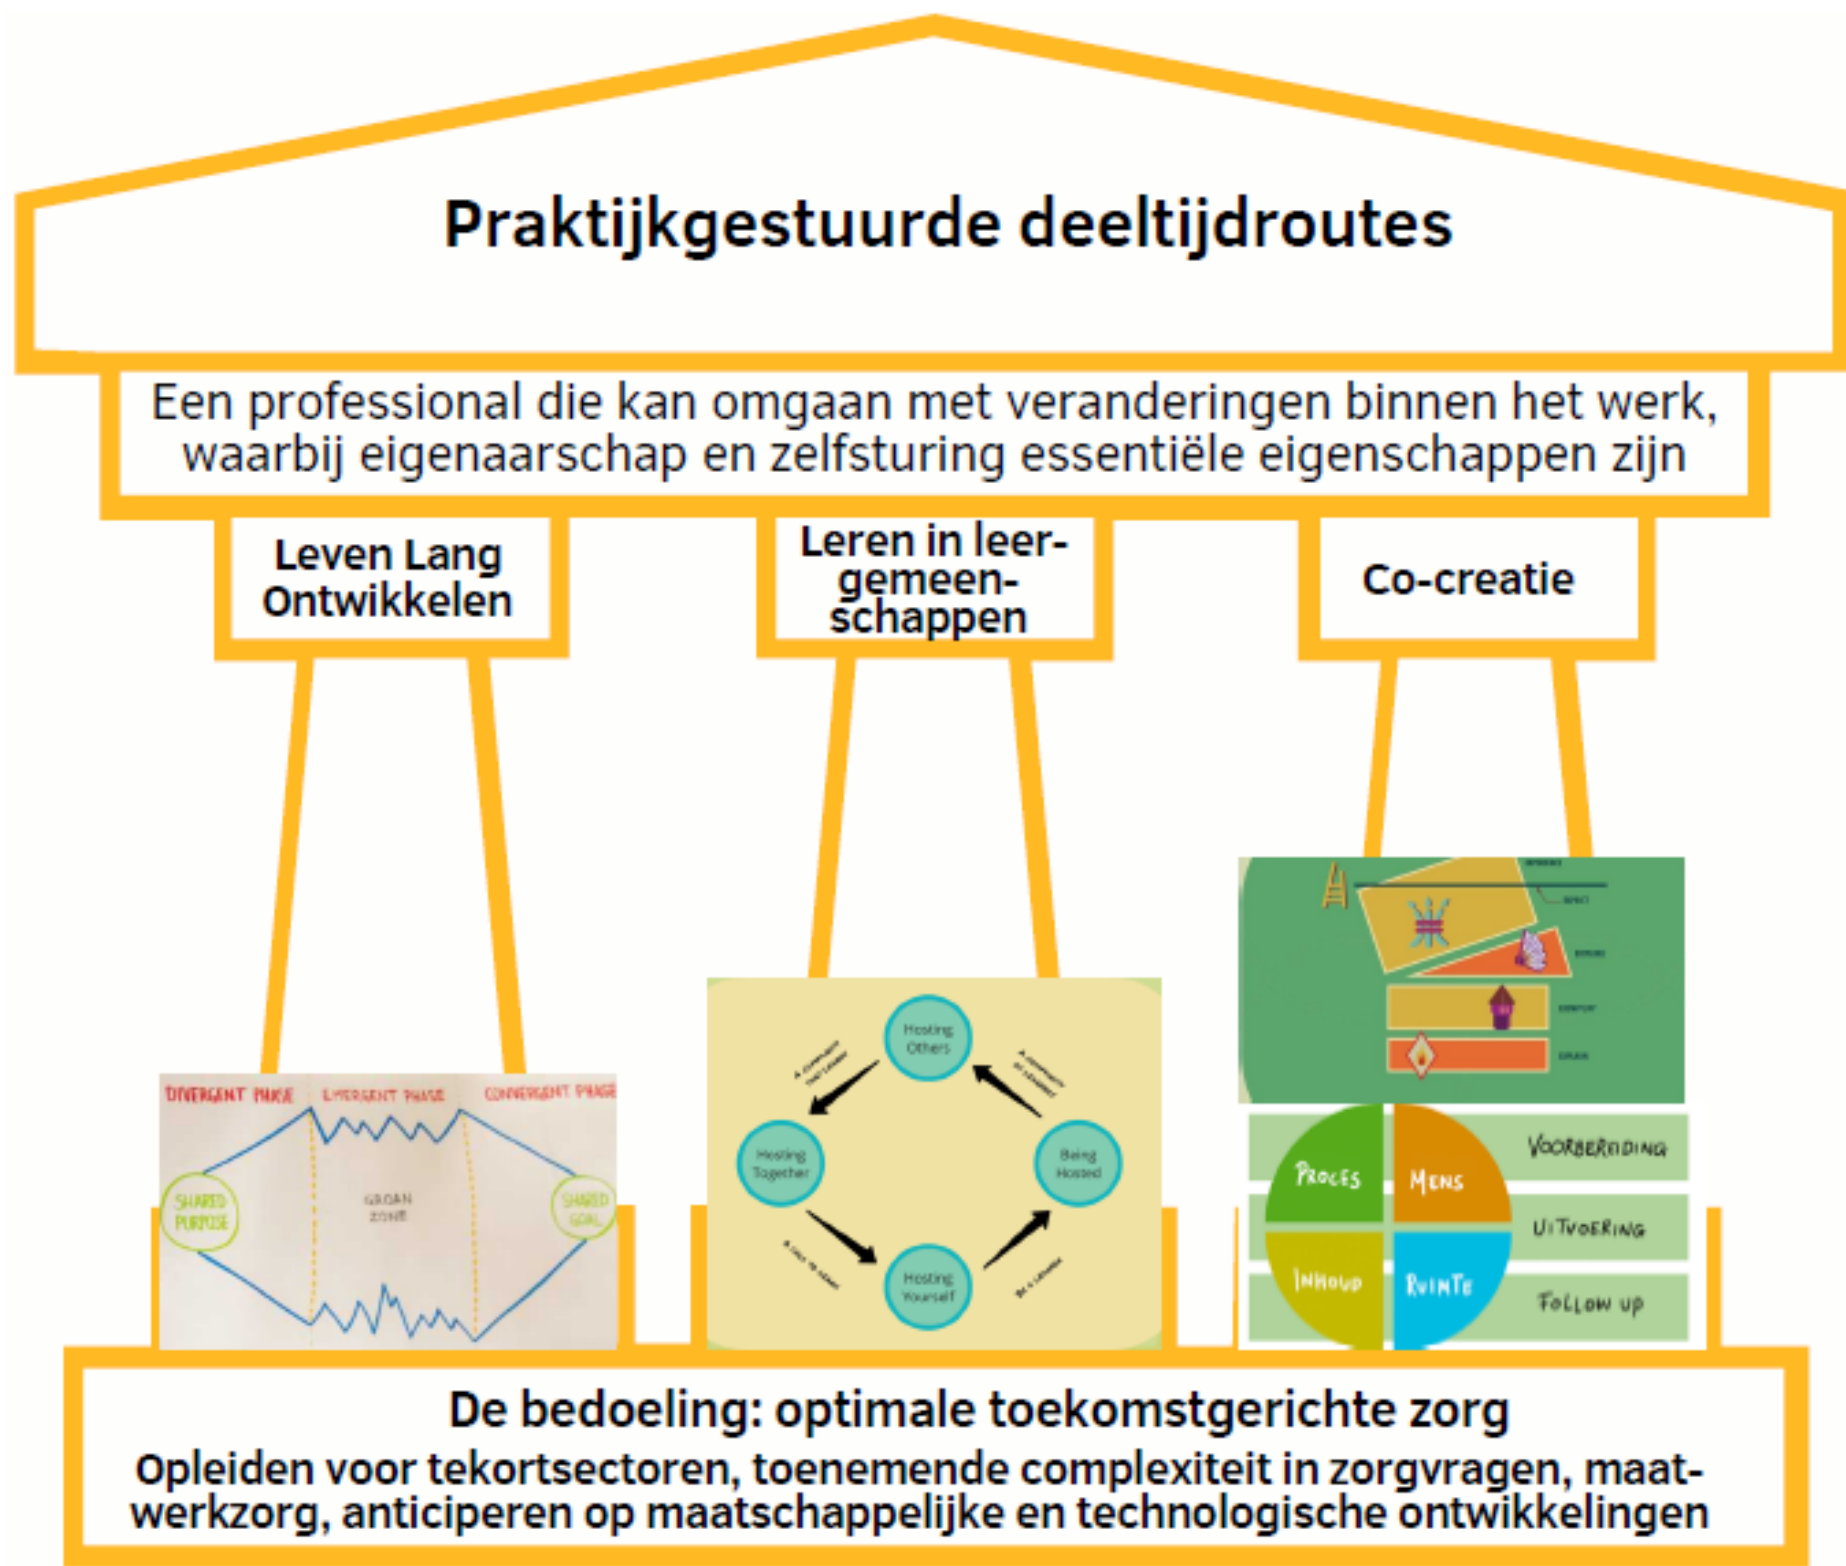 Praktijkgestuurde deeltijdroutes
Een professional die kan omgaan met veranderingen binnen het werk,
waarbij eigenaarschap en zelfsturing essentiële eigenschappen zijn
Leven Lang
Ontwikkelen
Leren in leer-
gemeen-
schappen
Co-creatie
DIVERGENT PHASE
EMERGENT PHASE
CONVERGENT PHASE
SHARED
PURPOSE
GROAN
ZONE
SHARED
GOAL
Hosting
Others
Hosting
Together
Being
Hosted
Hosting
Yourself
PROCES
MENS
INHOUD
RUIMTE
VOORBEREIDING
UITVOERING
FOLLOW UP
De bedoeling: optimale toekomstgerichte zorg
Opleiden voor tekortsectoren, toenemende complexiteit in zorgvragen, maat-
werkzorg, anticiperen op maatschappelijke en technologische ontwikkelingen